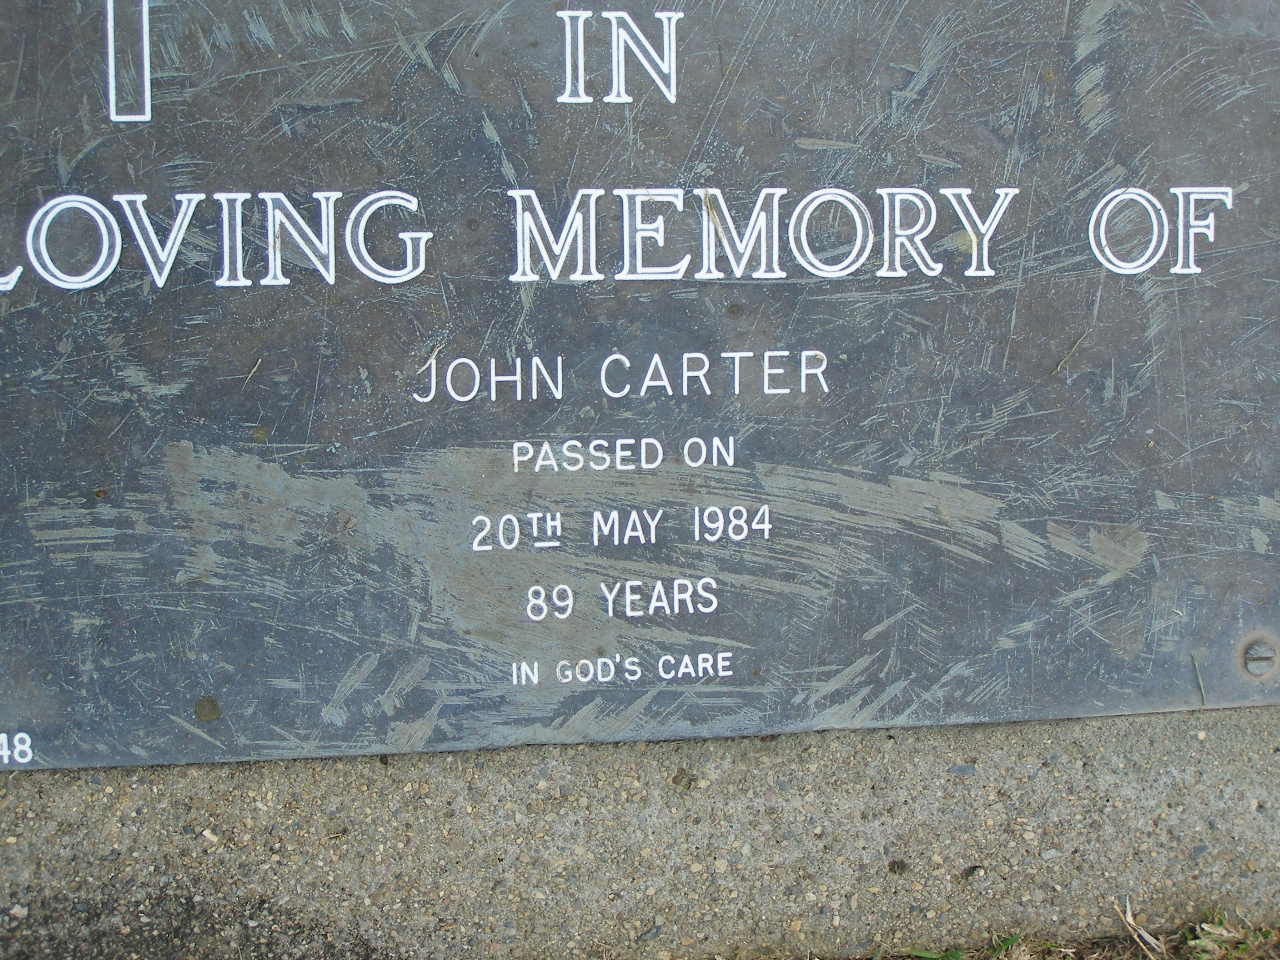 IN
LOVING MEMORY OF
JOHN CARTER
PASSED ON
20TH MAY 1984
89 YEARS
IN GOD'S CARE
48